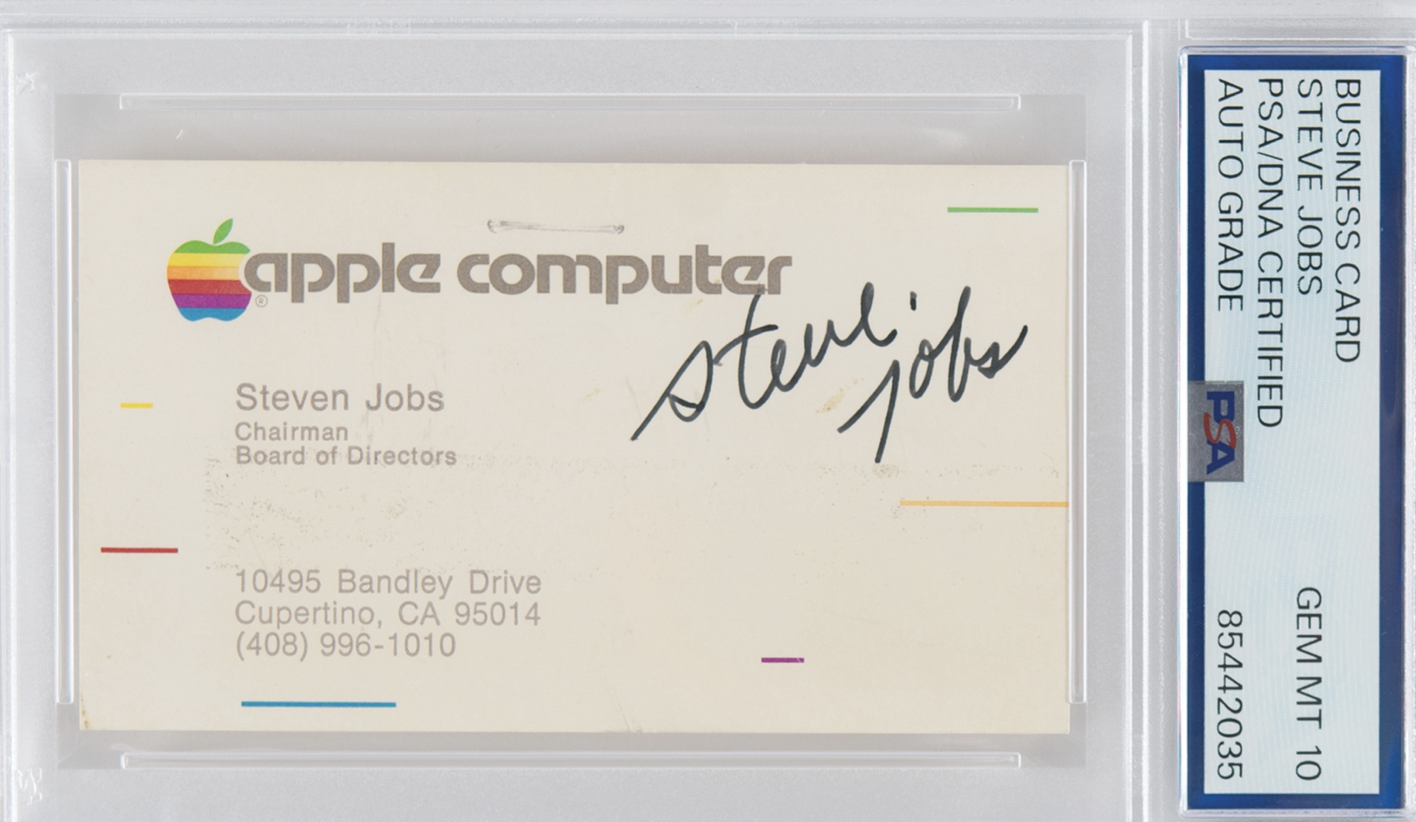 apple computer
®
steve jobs
Steven Jobs
Chairman
Board of Directors
10495 Bandley Drive
Cupertino, CA 95014
(408) 996-1010
BUSINESS CARD
STEVE JOBS GEM MT 10
PSA/DNA CERTIFIED
AUTO GRADE 85442035
PSA